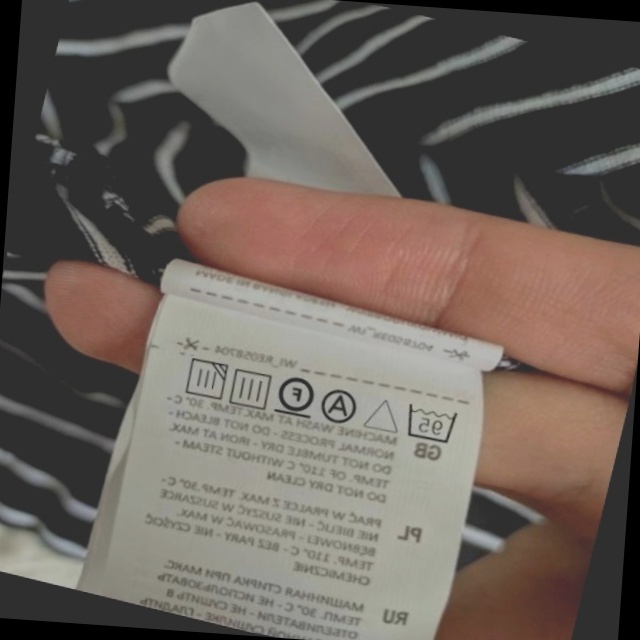 WI_REDS8704
95 A F
GB
MACHINE WASH AT MAX.TEMP. 30° C -
NORMAL PROCESS - DO NOT BLEACH -
DO NOT TUMBLE DRY - IRON AT MAX.
TEMP. OF 110° C WITHOUT STEAM -
DO NOT DRY CLEAN
PL
PRAĆ W PRALCE Z MAX. TEMP. 30° C -
NIE BIELIĆ - NIE SUSZYĆ W SUSZARCE
BĘBNOWEJ - PRASOWAĆ W MAX.
TEMP. 110° C - BEZ PARY - NIE CZYŚCIĆ
CHEMICZNIE
RU
МАШИННАЯ СТИРКА ПРИ МАКС.
ТЕМП. 30° C - НЕ ИСПОЛЬЗОВАТЬ
ОТБЕЛИВАТЕЛИ - НЕ СУШИТЬ В